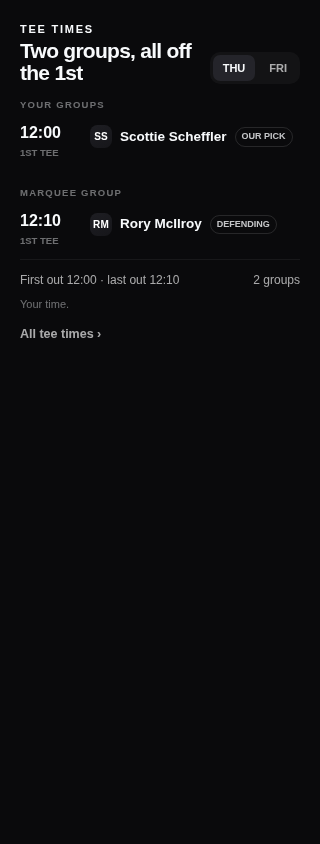 TEE TIMES
Two groups, all off
the 1st
THU
FRI
YOUR GROUPS
12:00
1ST TEE
SS
Scottie Scheffler
OUR PICK
MARQUEE GROUP
12:10
1ST TEE
RM
Rory McIlroy
DEFENDING
First out 12:00 · last out 12:10
2 groups
Your time.
All tee times ›